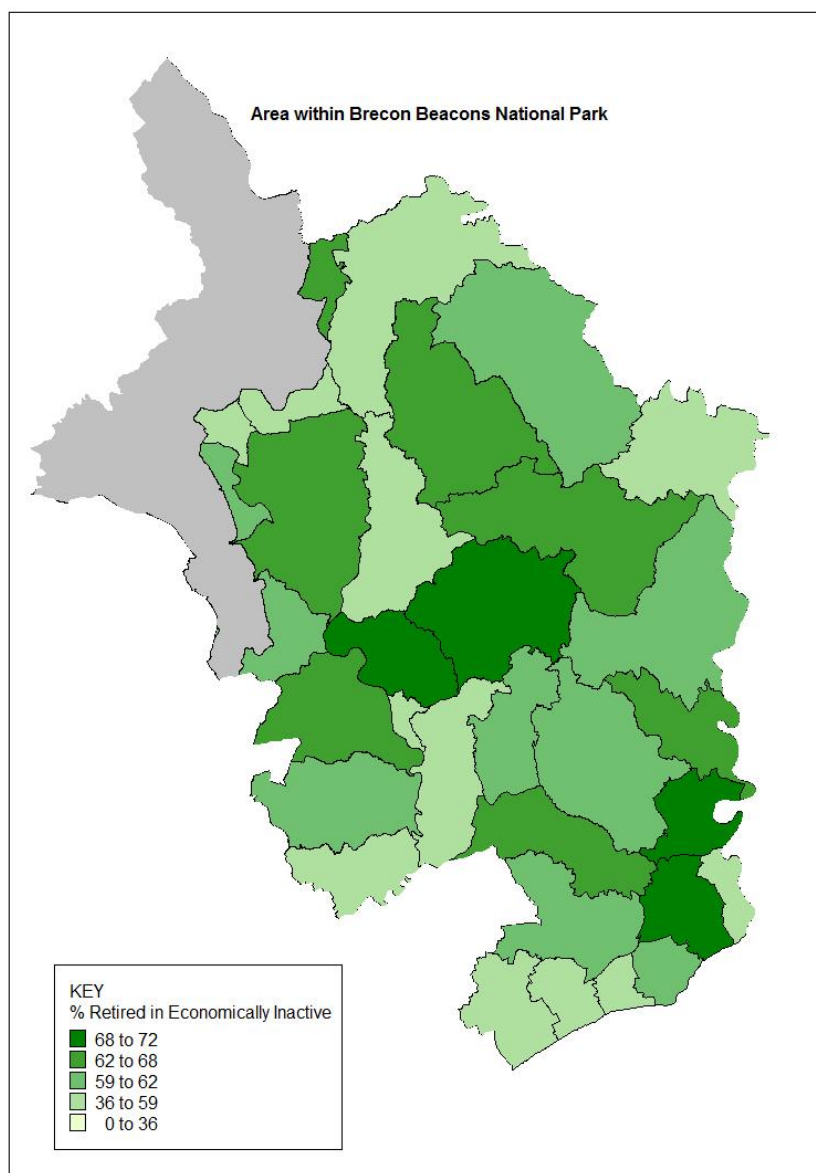 Area within Brecon Beacons National Park
KEY
% Retired in Economically Inactive
68 to 72
62 to 68
59 to 62
36 to 59
0 to 36